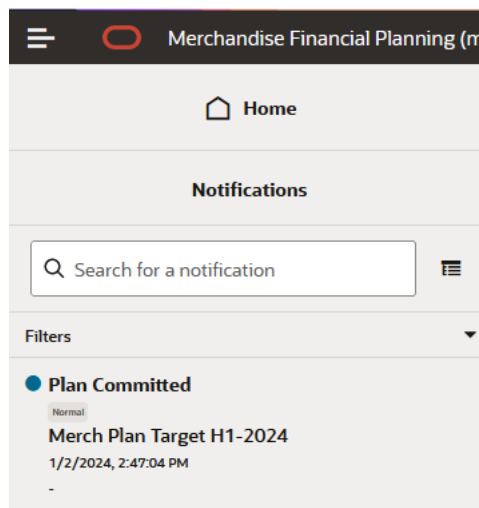 Merchandise Financial Planning (m
Home
Notifications
Search for a notification
Filters
Plan Committed
Normal
Merch Plan Target H1-2024
1/2/2024, 2:47:04 PM
-